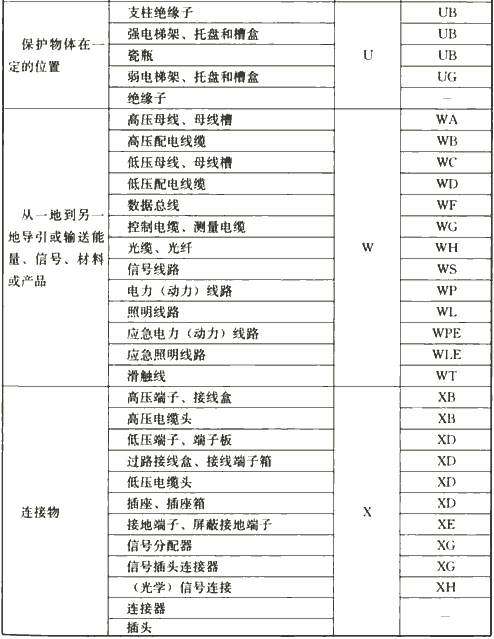 保护物体在一
定的位置
U
支柱绝缘子 UB
强电梯架、托盘和槽盒 UB
瓷瓶 UB
弱电梯架、托盘和槽盒 UG
绝缘子 —
从一地到另一
地导引或输送能
量、信号、材料
或产品
W
高压母线、母线槽 WA
高压配电线缆 WB
低压母线、母线槽 WC
低压配电线缆 WD
数据总线 WF
控制电缆、测量电缆 WG
光缆、光纤 WH
信号线路 WS
电力（动力）线路 WP
照明线路 WL
应急电力（动力）线路 WPE
应急照明线路 WLE
滑触线 WT
连接物
X
高压端子、接线盒 XB
高压电缆头 XB
低压端子、端子板 XD
过路接线盒、接线端子箱 XD
低压电缆头 XD
插座、插座箱 XD
接地端子、屏蔽接地端子 XE
信号分配器 XG
信号插头连接器 XG
（光学）信号连接 XH
连接器 —
插头